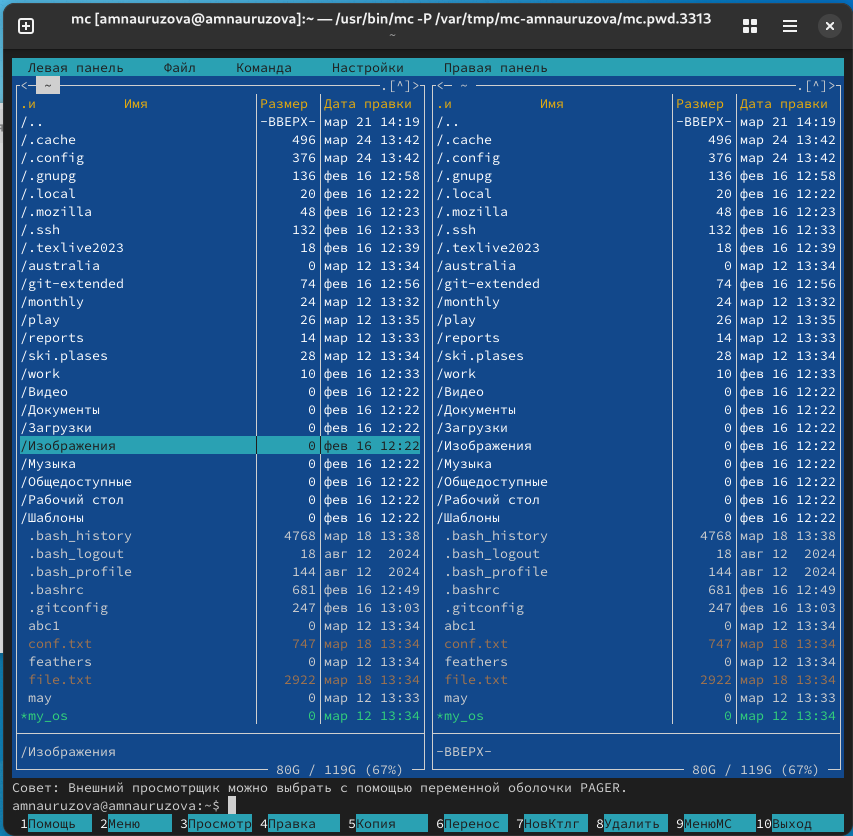 mc [amnauruzova@amnauruzova]:~ — /usr/bin/mc -P /var/tmp/mc-amnauruzova/mc.pwd.3313
~
Левая панель Файл Команда Настройки Правая панель
<— ~ .[^]> <— ~ .[^]>
.и Имя Размер Дата правки .и Имя Размер Дата правки
/.. -ВВЕРХ- мар 21 14:19 /.. -ВВЕРХ- мар 21 14:19
/.cache 496 мар 24 13:42 /.cache 496 мар 24 13:42
/.config 376 мар 24 13:42 /.config 376 мар 24 13:42
/.gnupg 136 фев 16 12:58 /.gnupg 136 фев 16 12:58
/.local 20 фев 16 12:22 /.local 20 фев 16 12:22
/.mozilla 48 фев 16 12:23 /.mozilla 48 фев 16 12:23
/.ssh 132 фев 16 12:33 /.ssh 132 фев 16 12:33
/.texlive2023 18 фев 16 12:39 /.texlive2023 18 фев 16 12:39
/australia 0 мар 12 13:34 /australia 0 мар 12 13:34
/git-extended 74 фев 16 12:56 /git-extended 74 фев 16 12:56
/monthly 24 мар 12 13:32 /monthly 24 мар 12 13:32
/play 26 мар 12 13:35 /play 26 мар 12 13:35
/reports 14 мар 12 13:33 /reports 14 мар 12 13:33
/ski.plases 28 мар 12 13:34 /ski.plases 28 мар 12 13:34
/work 10 фев 16 12:33 /work 10 фев 16 12:33
/Видео 0 фев 16 12:22 /Видео 0 фев 16 12:22
/Документы 0 фев 16 12:22 /Документы 0 фев 16 12:22
/Загрузки 0 фев 16 12:22 /Загрузки 0 фев 16 12:22
/Изображения 0 фев 16 12:22 /Изображения 0 фев 16 12:22
/Музыка 0 фев 16 12:22 /Музыка 0 фев 16 12:22
/Общедоступные 0 фев 16 12:22 /Общедоступные 0 фев 16 12:22
/Рабочий стол 0 фев 16 12:22 /Рабочий стол 0 фев 16 12:22
/Шаблоны 0 фев 16 12:22 /Шаблоны 0 фев 16 12:22
.bash_history 4768 мар 18 13:38 .bash_history 4768 мар 18 13:38
.bash_logout 18 авг 12 2024 .bash_logout 18 авг 12 2024
.bash_profile 144 авг 12 2024 .bash_profile 144 авг 12 2024
.bashrc 681 фев 16 12:49 .bashrc 681 фев 16 12:49
.gitconfig 247 фев 16 13:03 .gitconfig 247 фев 16 13:03
abc1 0 мар 12 13:34 abc1 0 мар 12 13:34
conf.txt 747 мар 18 13:34 conf.txt 747 мар 18 13:34
feathers 0 мар 12 13:34 feathers 0 мар 12 13:34
file.txt 2922 мар 18 13:34 file.txt 2922 мар 18 13:34
may 0 мар 12 13:33 may 0 мар 12 13:33
*my_os 0 мар 12 13:34 *my_os 0 мар 12 13:34
/Изображения -ВВЕРХ-
80G / 119G (67%) 80G / 119G (67%)
Совет: Внешний просмотрщик можно выбрать с помощью переменной оболочки PAGER.
amnauruzova@amnauruzova:~$
1Помощь 2Меню 3Просмотр 4Правка 5Копия 6Перенос 7НовКтлг 8Удалить 9МенюMC 10Выход